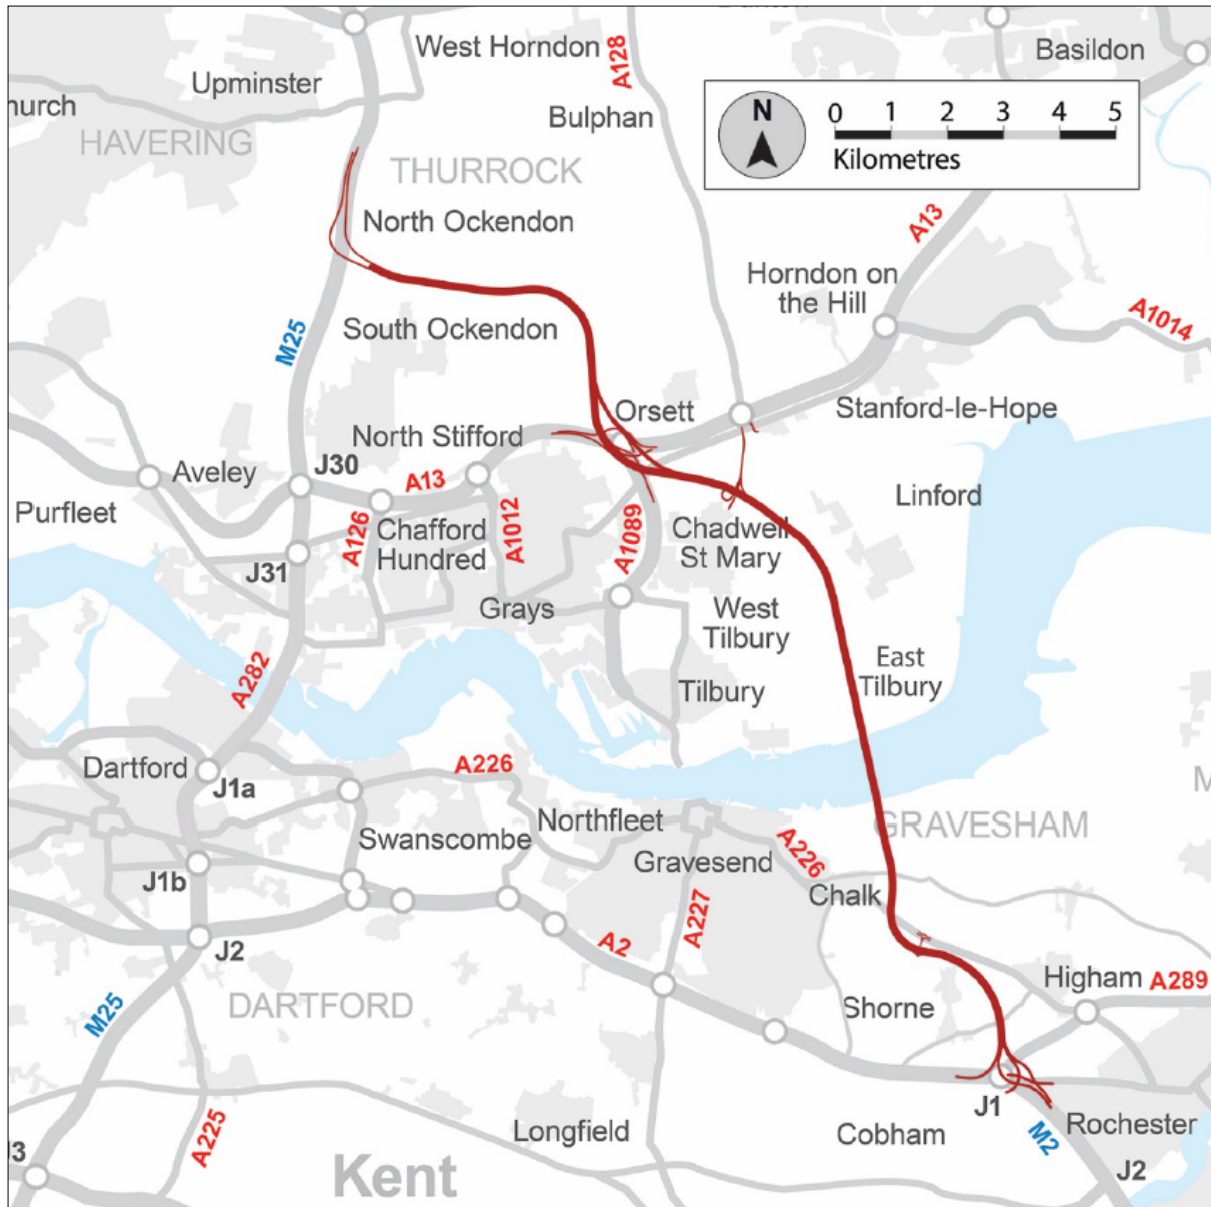 West Horndon
A128
Basildon
Upminster
Bulphan
HAVERING
THURROCK
N
0 1 2 3 4 5
Kilometres
North Ockendon
A13
Horndon on
the Hill
A1014
M25
South Ockendon
Orsett
Stanford-le-Hope
North Stifford
Aveley
J30
A13
Linford
Purfleet
A126
Chafford
Hundred
A1012
A1089
Chadwell
St Mary
J31
Grays
West
Tilbury
East
Tilbury
A282
Tilbury
Dartford
J1a
A226
Northfleet
GRAVESHAM
Swanscombe
Gravesend
A226
J1b
Chalk
A227
A2
J2
Higham
A289
M25
DARTFORD
Shorne
J1
A225
Longfield
Cobham
M2
Rochester
J3
Kent
J2